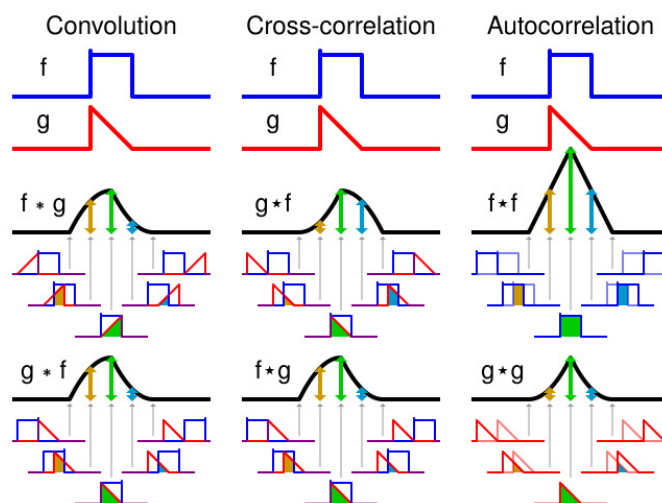 Convolution Cross-correlation Autocorrelation
f f f
g g g
f * g g⋆f f⋆f
g * f f⋆g g⋆g